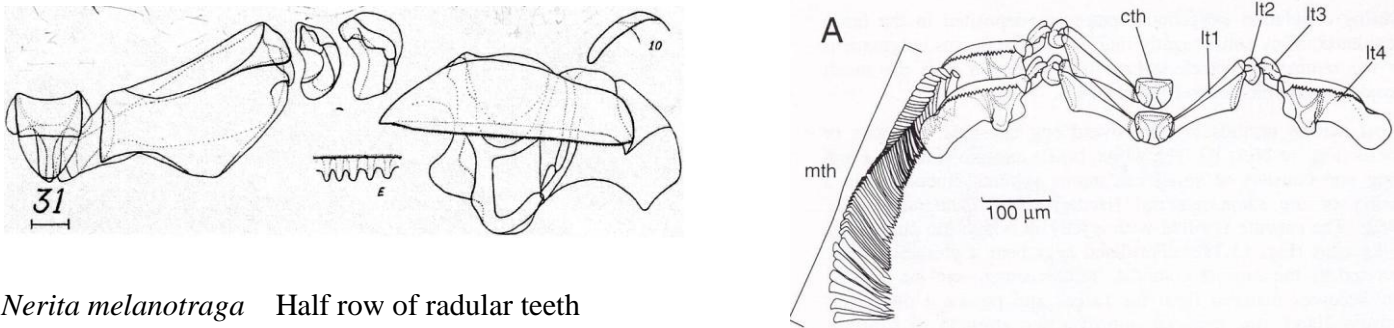 31
E
10
Nerita melanotraga Half row of radular teeth
A
mth
cth
lt1
lt2
lt3
lt4
100 µm